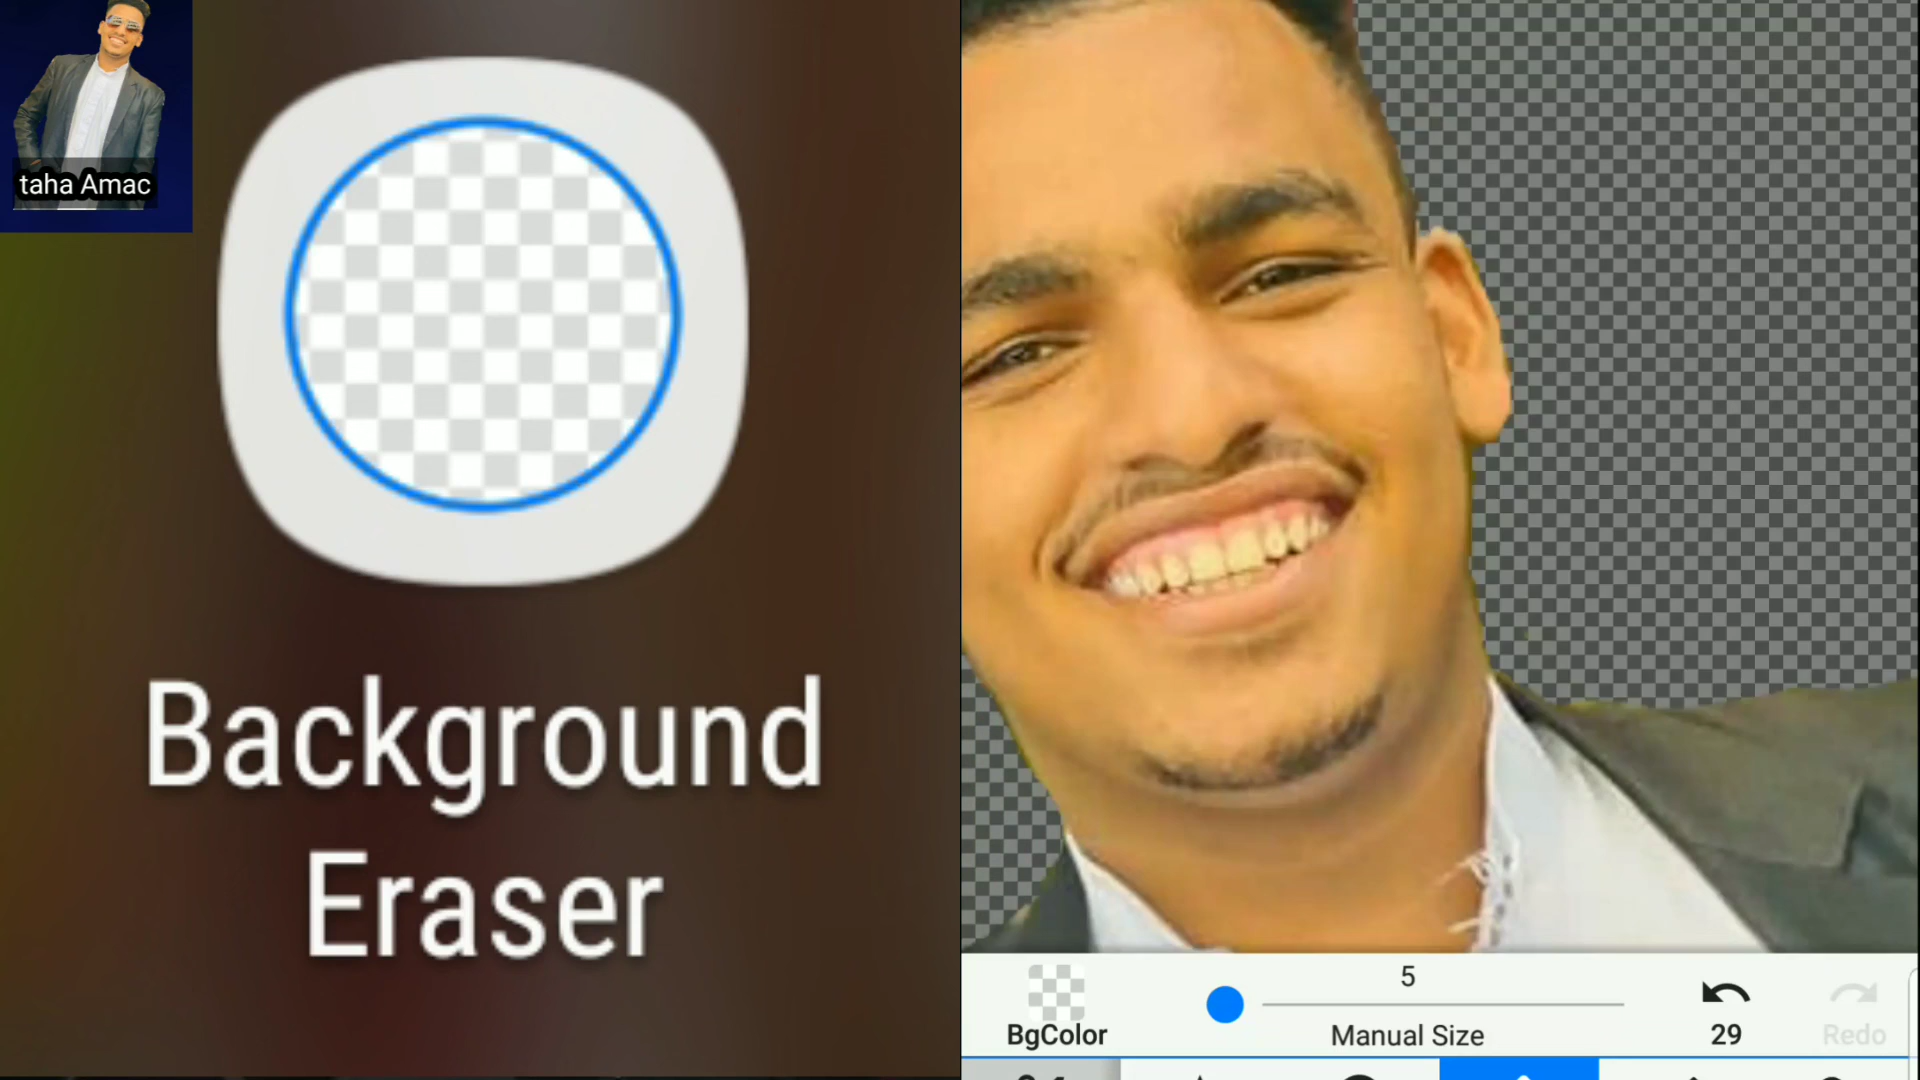 taha Amac
Background
Eraser
5
BgColor
Manual Size
29
Redo